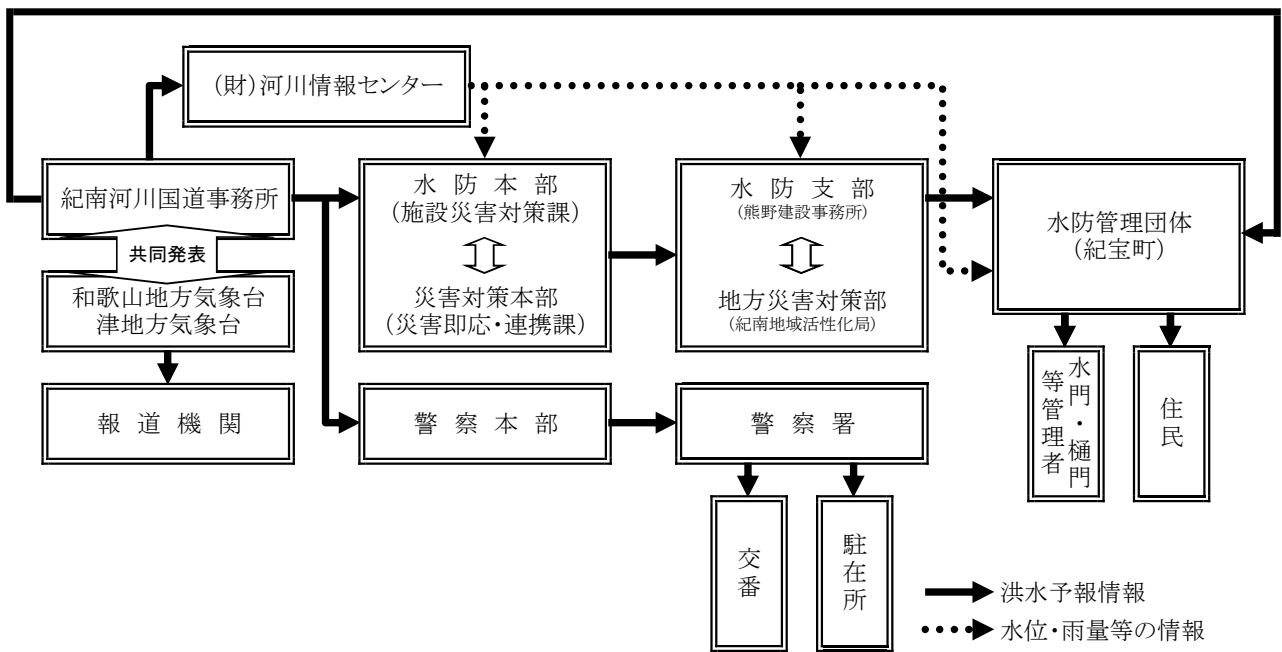 (財)河川情報センター
紀南河川国道事務所
共同発表
和歌山地方気象台
津地方気象台
報道機関
水防本部
(施設災害対策課)
災害対策本部
(災害即応・連携課)
警察本部
水防支部
(熊野建設事務所)
地方災害対策部
(紀南地域活性化局)
警察署
交番
駐在所
水防管理団体
(紀宝町)
水門・樋門
等管理者
住民
洪水予報情報
水位・雨量等の情報